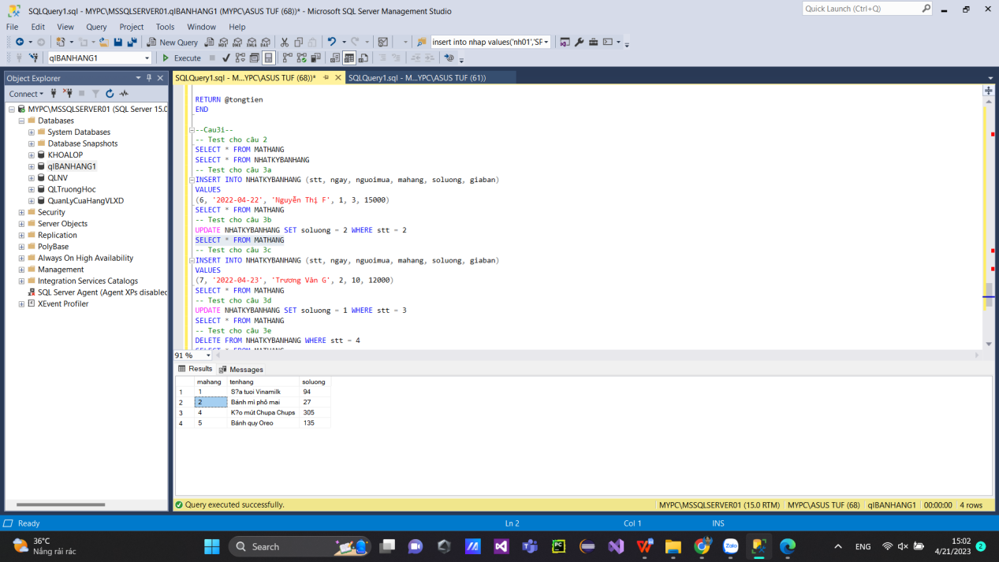 SQLQuery1.sql - MYPC\MSSQLSERVER01.qlBANHANG1 (MYPC\ASUS TUF (68))* - Microsoft SQL Server Management Studio
Quick Launch (Ctrl+Q)
File Edit View Query Project Tools Window Help
New Query
insert into nhap values('nh01','SF
qlBANHANG1
Execute
Object Explorer
SQLQuery1.sql - M...YPC\ASUS TUF (68))*
SQLQuery1.sql - M...YPC\ASUS TUF (61))
Connect
MYPC\MSSQLSERVER01 (SQL Server 15.0
Databases
System Databases
Database Snapshots
KHOALOP
qlBANHANG1
QLNV
QLTruongHoc
QuanLyCuaHangVLXD
Security
Server Objects
Replication
PolyBase
Always On High Availability
Management
Integration Services Catalogs
SQL Server Agent (Agent XPs disabled
XEvent Profiler
RETURN @tongtien
END
--Cau3i--
-- Test cho câu 2
SELECT * FROM MATHANG
SELECT * FROM NHATKYBANHANG
-- Test cho câu 3a
INSERT INTO NHATKYBANHANG (stt, ngay, nguoimua, mahang, soluong, giaban)
VALUES
(6, '2022-04-22', 'Nguyễn Thị F', 1, 3, 15000)
SELECT * FROM MATHANG
-- Test cho câu 3b
UPDATE NHATKYBANHANG SET soluong = 2 WHERE stt = 2
SELECT * FROM MATHANG
-- Test cho câu 3c
INSERT INTO NHATKYBANHANG (stt, ngay, nguoimua, mahang, soluong, giaban)
VALUES
(7, '2022-04-23', 'Trương Văn G', 2, 10, 12000)
SELECT * FROM MATHANG
-- Test cho câu 3d
UPDATE NHATKYBANHANG SET soluong = 1 WHERE stt = 3
SELECT * FROM MATHANG
-- Test cho câu 3e
DELETE FROM NHATKYBANHANG WHERE stt = 4
SELECT * FROM MATHANG
91 %
Results Messages
mahang tenhang soluong
1 1 S?a tuoi Vinamilk 94
2 2 Bánh mì phô mai 27
3 4 K?o mút Chupa Chups 305
4 5 Bánh quy Oreo 135
Query executed successfully.
MYPC\MSSQLSERVER01 (15.0 RTM) MYPC\ASUS TUF (68) qlBANHANG1 00:00:00 4 rows
Ready
Ln 2
Col 1
INS
36°C
Nắng rải rác
Search
ENG
15:02
4/21/2023
2